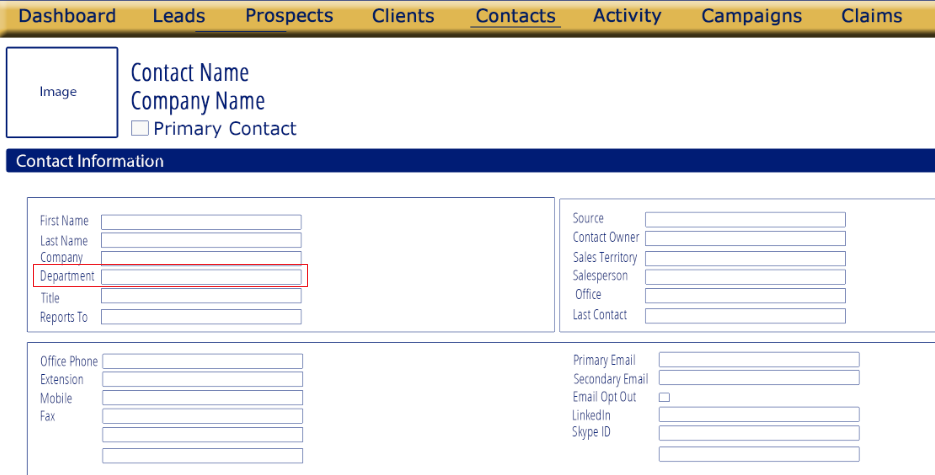 Dashboard Leads Prospects Clients Contacts Activity Campaigns Claims
Image
Contact Name
Company Name
Primary Contact
Contact Information
First Name
Last Name
Company
Department
Title
Reports To
Source
Contact Owner
Sales Territory
Salesperson
Office
Last Contact
Office Phone
Extension
Mobile
Fax
Primary Email
Secondary Email
Email Opt Out
LinkedIn
Skype ID